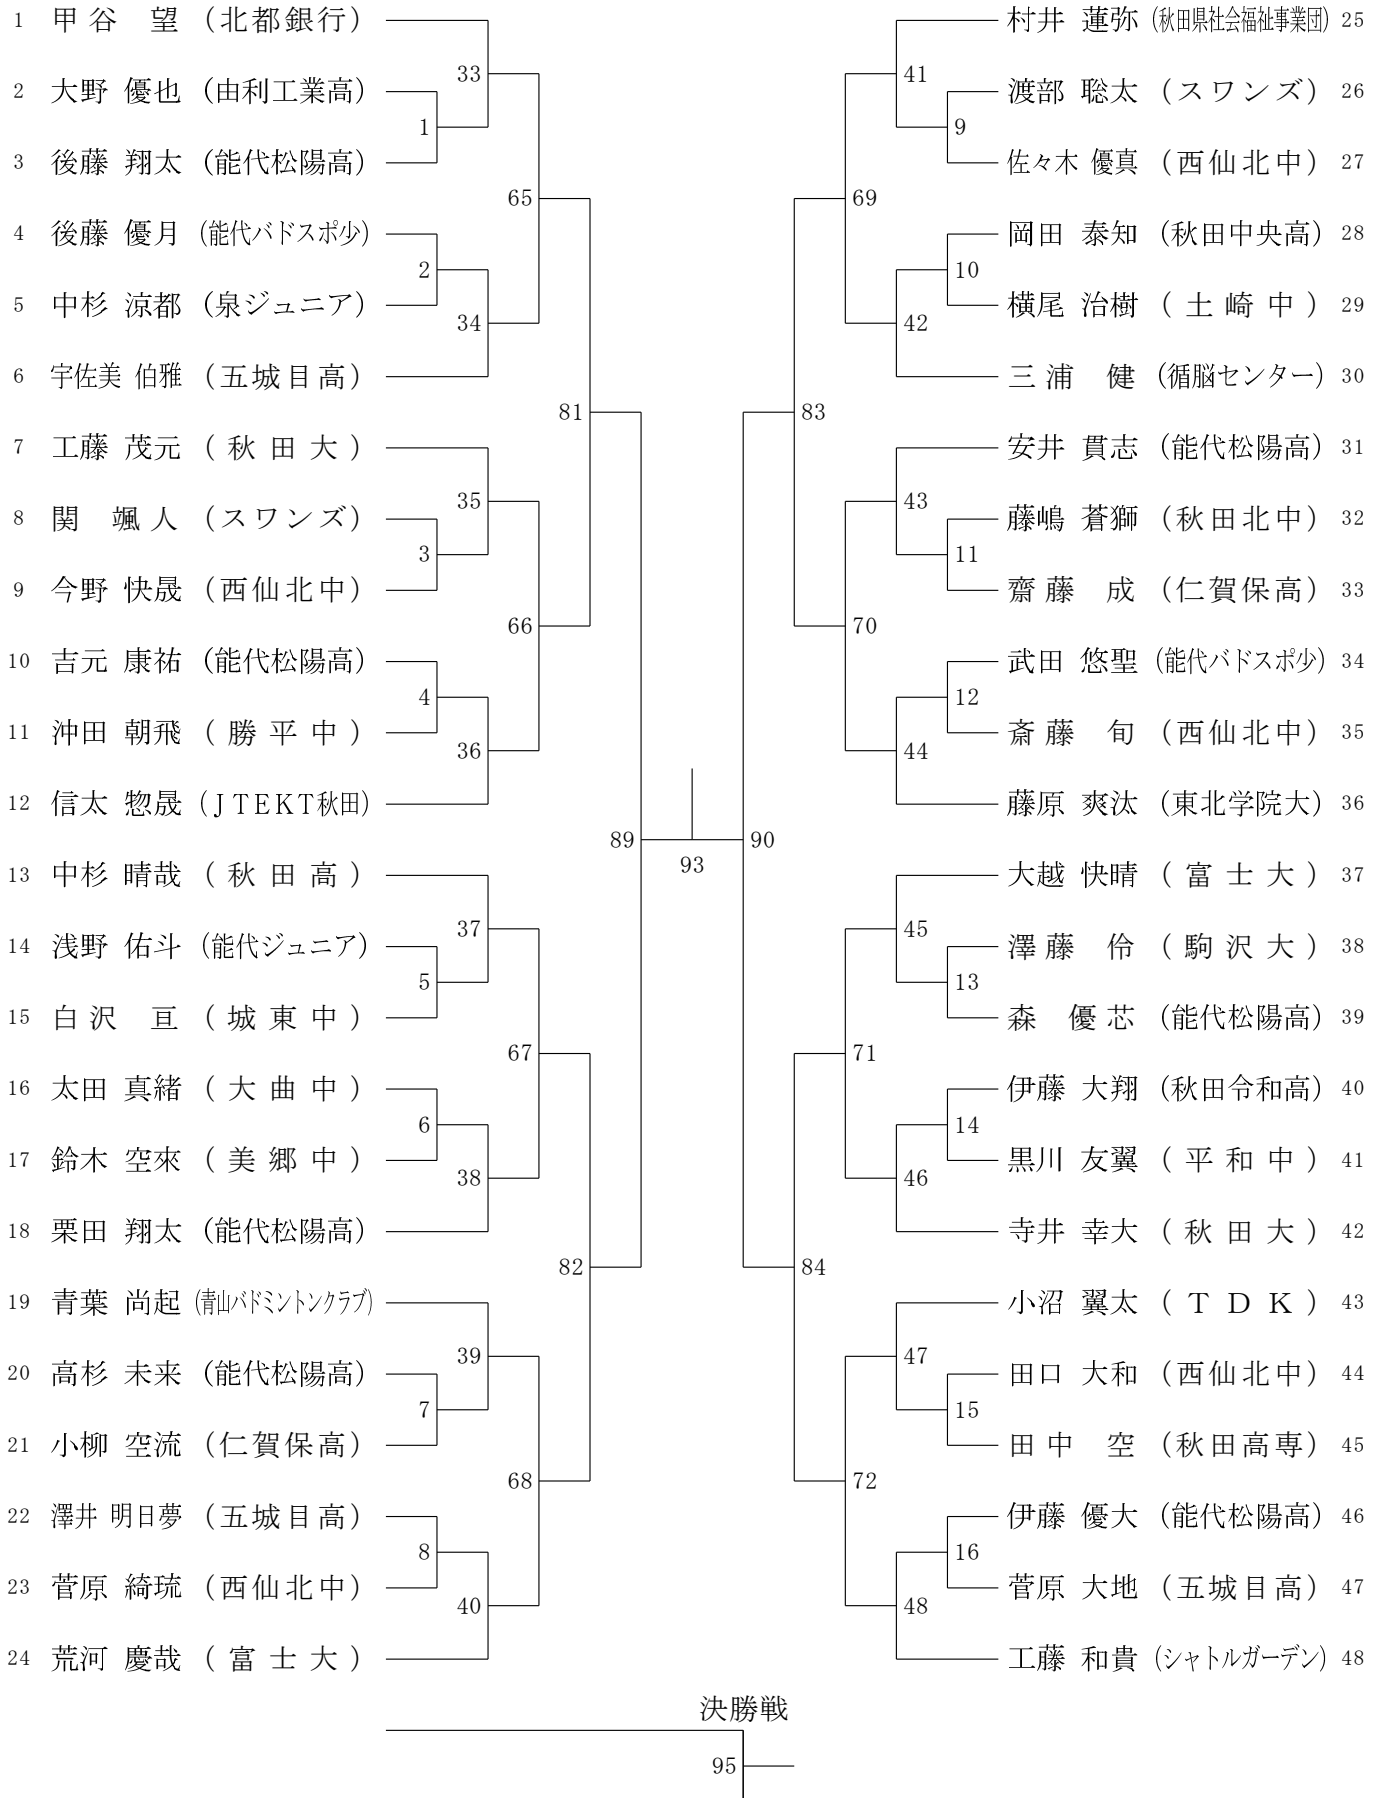 1 甲谷 望 (北都銀行)
2 大野 優也 (由利工業高)
3 後藤 翔太 (能代松陽高)
4 後藤 優月 (能代バドスポ少)
5 中杉 涼都 (泉ジュニア)
6 宇佐美 伯雅 (五城目高)
7 工藤 茂元 (秋田大)
8 関 颯人 (スワンズ)
9 今野 快晟 (西仙北中)
10 吉元 康祐 (能代松陽高)
11 沖田 朝飛 (勝平中)
12 信太 惣晟 (JTEKT秋田)
13 中杉 晴哉 (秋田高)
14 浅野 佑斗 (能代ジュニア)
15 白沢 亘 (城東中)
16 太田 真緒 (大曲中)
17 鈴木 空來 (美郷中)
18 栗田 翔太 (能代松陽高)
19 青葉 尚起 (青山バドミントンクラブ)
20 高杉 未来 (能代松陽高)
21 小柳 空流 (仁賀保高)
22 澤井 明日夢 (五城目高)
23 菅原 綺琉 (西仙北中)
24 荒河 慶哉 (富士大)
1
2
3
4
5
6
7
8
33
34
35
36
37
38
39
40
65
66
67
68
81
82
89
93
90
83
84
69
70
71
72
41
42
43
44
45
46
47
48
9
10
11
12
13
14
15
16
村井 蓮弥 (秋田県社会福祉事業団) 25
渡部 聡太 (スワンズ) 26
佐々木 優真 (西仙北中) 27
岡田 泰知 (秋田中央高) 28
横尾 治樹 (土崎中) 29
三浦 健 (循脳センター) 30
安井 貫志 (能代松陽高) 31
藤嶋 蒼獅 (秋田北中) 32
齋藤 成 (仁賀保高) 33
武田 悠聖 (能代バドスポ少) 34
斎藤 旬 (西仙北中) 35
藤原 爽汰 (東北学院大) 36
大越 快晴 (富士大) 37
澤藤 伶 (駒沢大) 38
森 優芯 (能代松陽高) 39
伊藤 大翔 (秋田令和高) 40
黒川 友翼 (平和中) 41
寺井 幸大 (秋田大) 42
小沼 翼太 (TDK) 43
田口 大和 (西仙北中) 44
田中 空 (秋田高専) 45
伊藤 優大 (能代松陽高) 46
菅原 大地 (五城目高) 47
工藤 和貴 (シャトルガーデン) 48
決勝戦
95